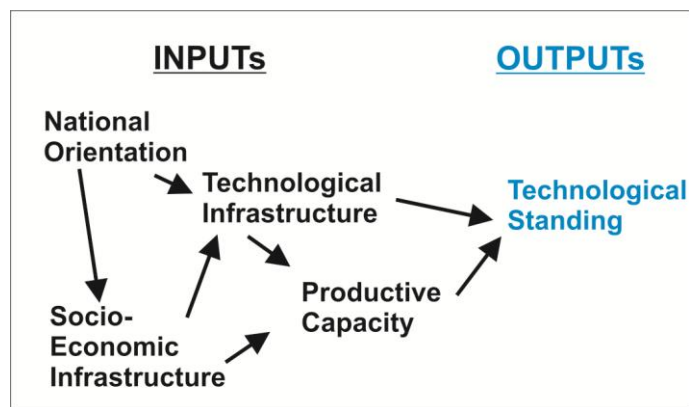 INPUTs
OUTPUTs
National
Orientation
Technological
Infrastructure
Technological
Standing
Productive
Capacity
Socio-
Economic
Infrastructure